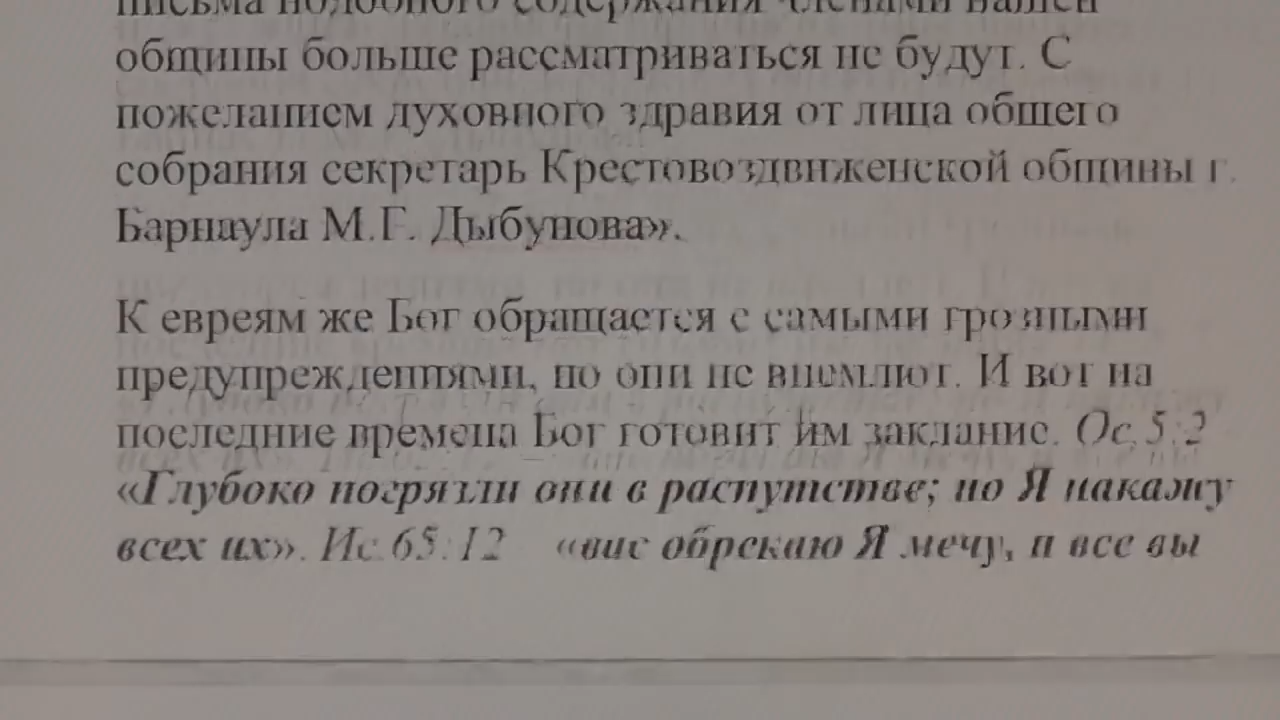 письма подобного содержания членами нашей
общины больше рассматриваться не будут. С
пожеланием духовного здравия от лица общего
собрания секретарь Крестовоздвиженской общины г.
Барнаула М.Г. Дыбунова».
К евреям же Бог обращается с самыми грозными
предупреждениями, но они не внемлют. И вот на
последние времена Бог готовит им заклание. Ос.5:2
«Глубоко погрязли они в распутстве; но Я накажу
всех их». Ис.65:12 «вас обрекаю Я мечу, и все вы